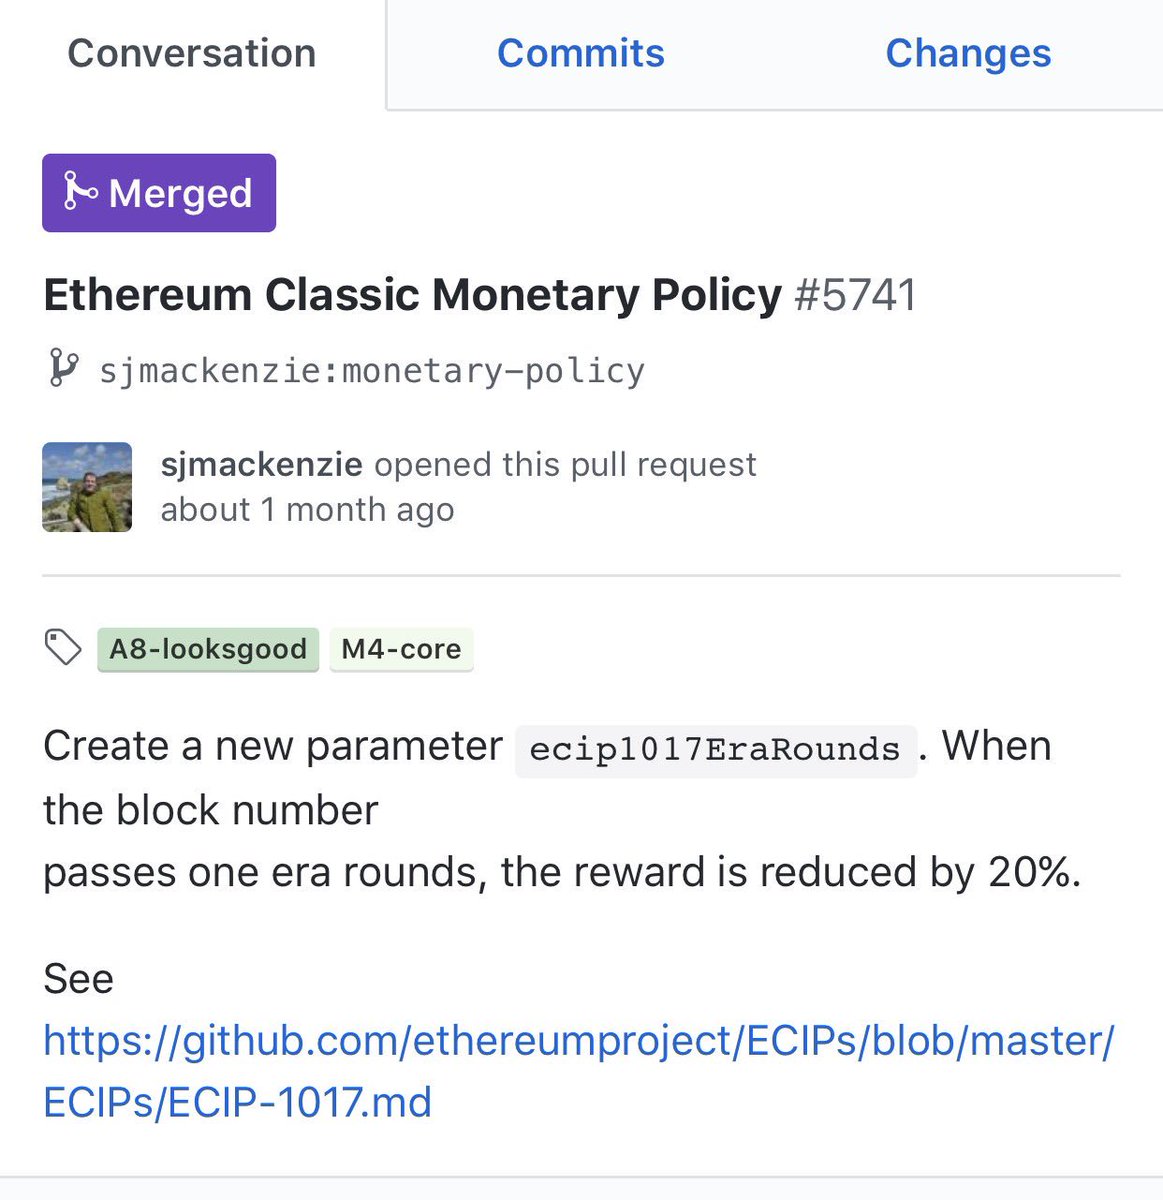 Conversation Commits Changes
Merged
Ethereum Classic Monetary Policy #5741
sjmackenzie:monetary-policy
sjmackenzie opened this pull request
about 1 month ago
A8-looksgood M4-core
Create a new parameter ecip1017EraRounds. When
the block number
passes one era rounds, the reward is reduced by 20%.
See
https://github.com/ethereumproject/ECIPs/blob/master/
ECIPs/ECIP-1017.md